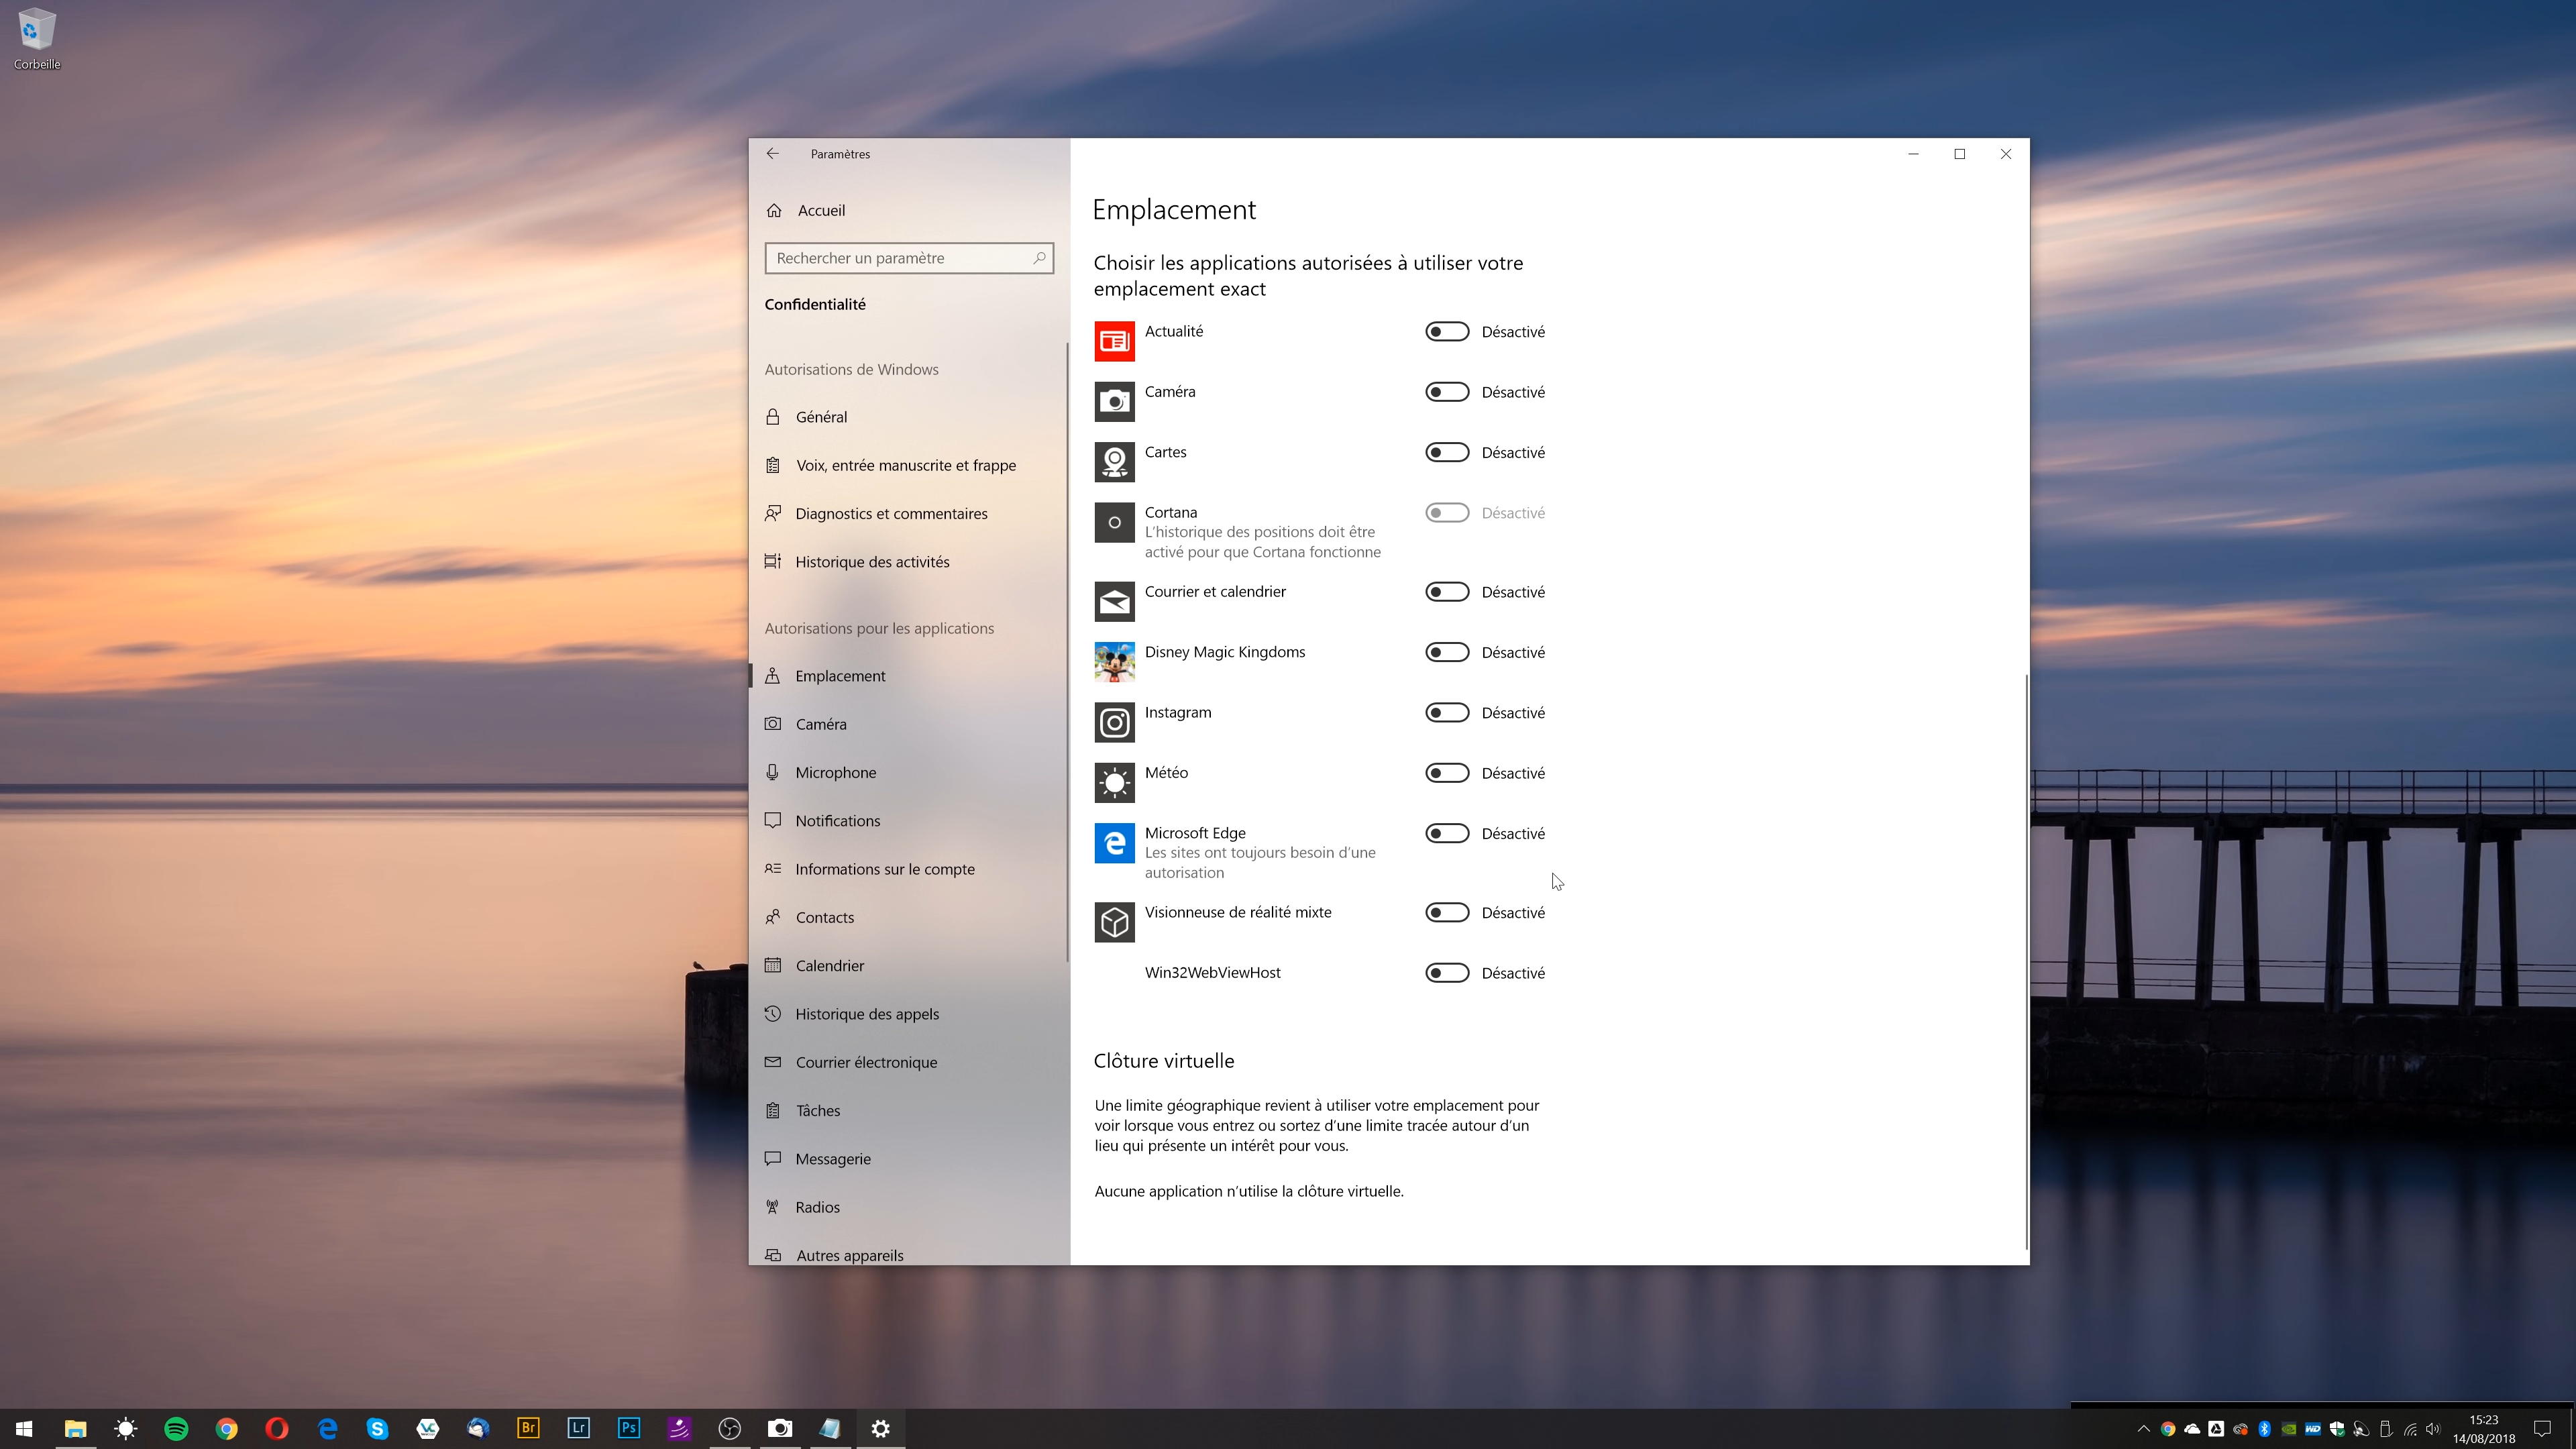 Corbeille
Paramètres
Accueil
Rechercher un paramètre
Confidentialité
Autorisations de Windows
Général
Voix, entrée manuscrite et frappe
Diagnostics et commentaires
Historique des activités
Autorisations pour les applications
Emplacement
Caméra
Microphone
Notifications
Informations sur le compte
Contacts
Calendrier
Historique des appels
Courrier électronique
Tâches
Messagerie
Radios
Autres appareils
Emplacement
Choisir les applications autorisées à utiliser votre
emplacement exact
Actualité Désactivé
Caméra Désactivé
Cartes Désactivé
Cortana Désactivé
L’historique des positions doit être
activé pour que Cortana fonctionne
Courrier et calendrier Désactivé
Disney Magic Kingdoms Désactivé
Instagram Désactivé
Météo Désactivé
Microsoft Edge Désactivé
Les sites ont toujours besoin d’une
autorisation
Visionneuse de réalité mixte Désactivé
Win32WebViewHost Désactivé
Clôture virtuelle
Une limite géographique revient à utiliser votre emplacement pour
voir lorsque vous entrez ou sortez d’une limite tracée autour d’un
lieu qui présente un intérêt pour vous.
Aucune application n’utilise la clôture virtuelle.
Br Lr Ps WD
15:23
14/08/2018